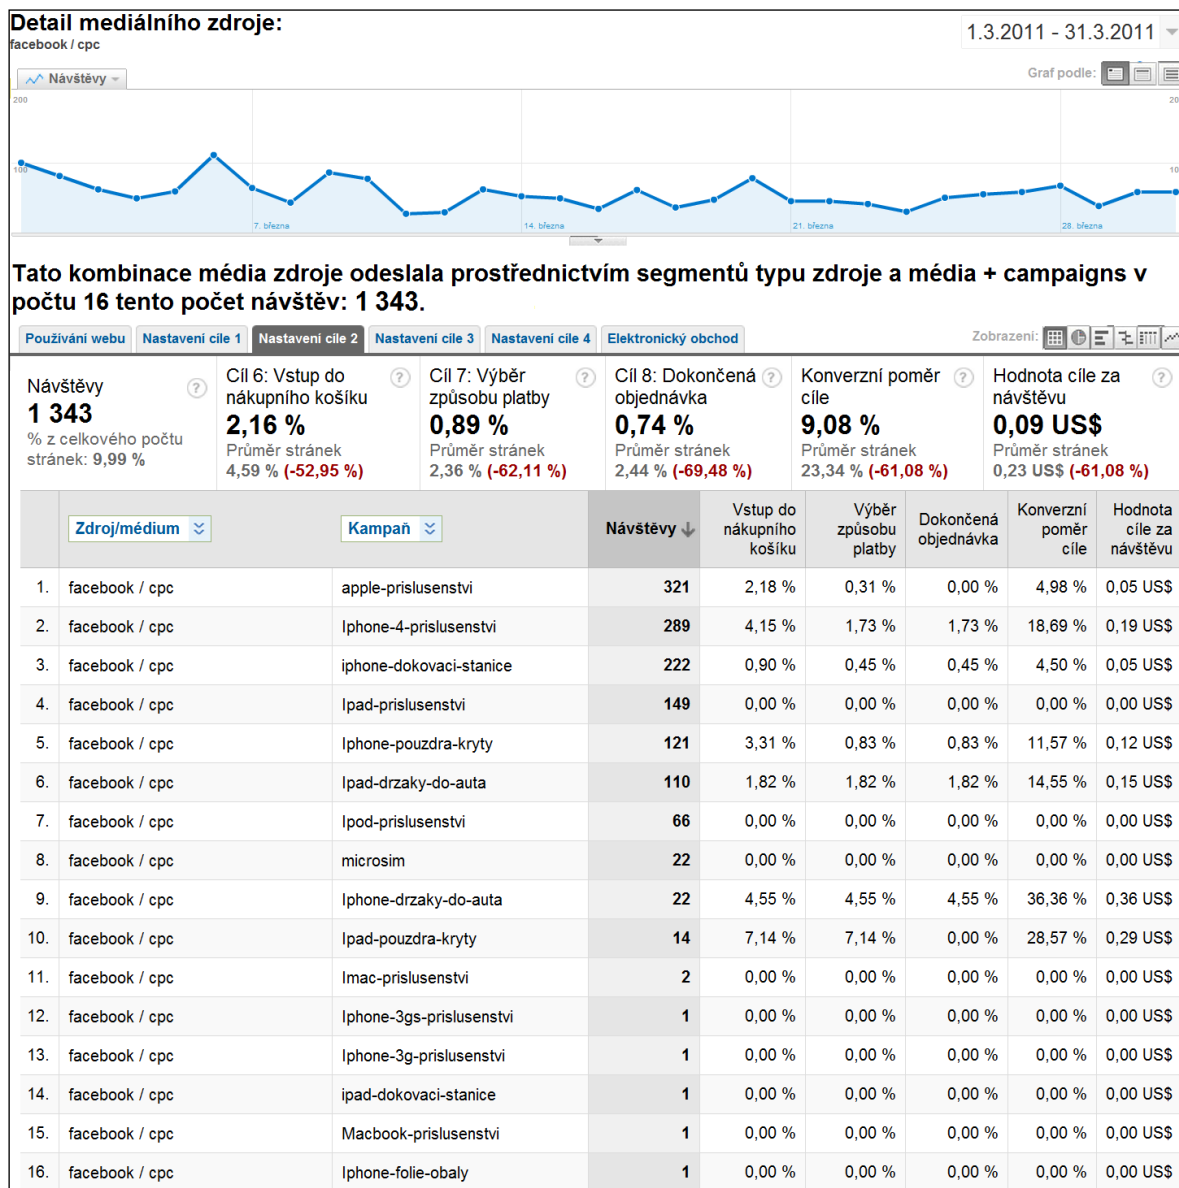 Detail mediálního zdroje:
facebook / cpc
1.3.2011 - 31.3.2011
Návštěvy
Graf podle:
200
20
100
10
7. března
14. března
21. března
28. března
Tato kombinace média zdroje odeslala prostřednictvím segmentů typu zdroje a média + campaigns v
počtu 16 tento počet návštěv: 1 343.
Používání webu Nastavení cíle 1 Nastavení cíle 2 Nastavení cíle 3 Nastavení cíle 4 Elektronický obchod
Zobrazení:
Návštěvy ?
1 343
% z celkového počtu
stránek: 9,99 %
Cíl 6: Vstup do ?
nákupního košíku
2,16 %
Průměr stránek
4,59 % (-52,95 %)
Cíl 7: Výběr ?
způsobu platby
0,89 %
Průměr stránek
2,36 % (-62,11 %)
Cíl 8: Dokončená ?
objednávka
0,74 %
Průměr stránek
2,44 % (-69,48 %)
Konverzní poměr ?
cíle
9,08 %
Průměr stránek
23,34 % (-61,08 %)
Hodnota cíle za ?
návštěvu
0,09 US$
Průměr stránek
0,23 US$ (-61,08 %)
Zdroj/médium
Kampaň
Návštěvy
Vstup do
nákupního
košíku
Výběr
způsobu
platby
Dokončená
objednávka
Konverzní
poměr
cíle
Hodnota
cíle za
návštěvu
1. facebook / cpc apple-prislusenstvi 321 2,18 % 0,31 % 0,00 % 4,98 % 0,05 US$
2. facebook / cpc Iphone-4-prislusenstvi 289 4,15 % 1,73 % 1,73 % 18,69 % 0,19 US$
3. facebook / cpc iphone-dokovaci-stanice 222 0,90 % 0,45 % 0,45 % 4,50 % 0,05 US$
4. facebook / cpc Ipad-prislusenstvi 149 0,00 % 0,00 % 0,00 % 0,00 % 0,00 US$
5. facebook / cpc Iphone-pouzdra-kryty 121 3,31 % 0,83 % 0,83 % 11,57 % 0,12 US$
6. facebook / cpc Ipad-drzaky-do-auta 110 1,82 % 1,82 % 1,82 % 14,55 % 0,15 US$
7. facebook / cpc Ipod-prislusenstvi 66 0,00 % 0,00 % 0,00 % 0,00 % 0,00 US$
8. facebook / cpc microsim 22 0,00 % 0,00 % 0,00 % 0,00 % 0,00 US$
9. facebook / cpc Iphone-drzaky-do-auta 22 4,55 % 4,55 % 4,55 % 36,36 % 0,36 US$
10. facebook / cpc Ipad-pouzdra-kryty 14 7,14 % 7,14 % 0,00 % 28,57 % 0,29 US$
11. facebook / cpc Imac-prislusenstvi 2 0,00 % 0,00 % 0,00 % 0,00 % 0,00 US$
12. facebook / cpc Iphone-3gs-prislusenstvi 1 0,00 % 0,00 % 0,00 % 0,00 % 0,00 US$
13. facebook / cpc Iphone-3g-prislusenstvi 1 0,00 % 0,00 % 0,00 % 0,00 % 0,00 US$
14. facebook / cpc ipad-dokovaci-stanice 1 0,00 % 0,00 % 0,00 % 0,00 % 0,00 US$
15. facebook / cpc Macbook-prislusenstvi 1 0,00 % 0,00 % 0,00 % 0,00 % 0,00 US$
16. facebook / cpc Iphone-folie-obaly 1 0,00 % 0,00 % 0,00 % 0,00 % 0,00 US$